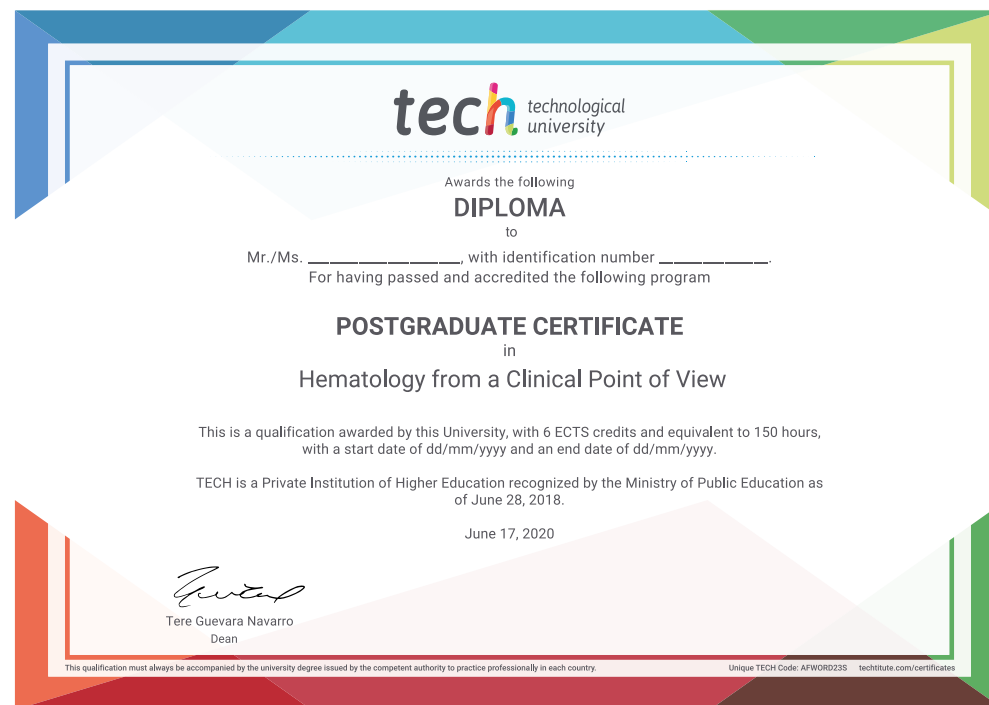 tech technological
university
Awards the following
DIPLOMA
to
Mr./Ms. ____________________, with identification number ______________.
For having passed and accredited the following program
POSTGRADUATE CERTIFICATE
in
Hematology from a Clinical Point of View
This is a qualification awarded by this University, with 6 ECTS credits and equivalent to 150 hours,
with a start date of dd/mm/yyyy and an end date of dd/mm/yyyy.
TECH is a Private Institution of Higher Education recognized by the Ministry of Public Education as
of June 28, 2018.
June 17, 2020
Tere Guevara Navarro
Dean
This qualification must always be accompanied by the university degree issued by the competent authority to practice professionally in each country.
Unique TECH Code: AFWORD23S techtitute.com/certificates